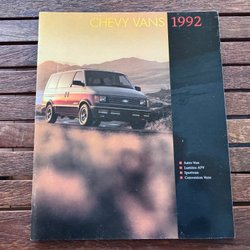 CHEVY VANS 1992
Astro Van
Lumina APV
Sportvan
Conversion Vans